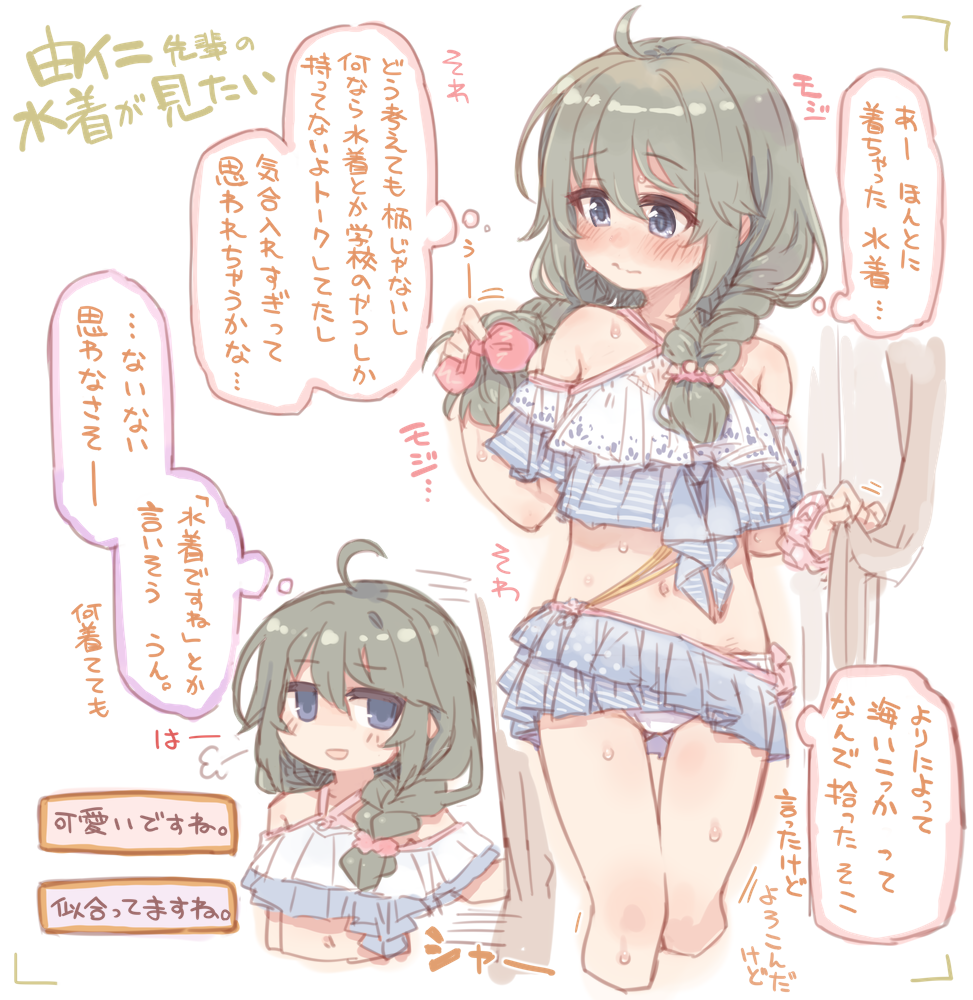 由仁先輩の
水着が見たい
あー ほんとに
着ちゃった 水着…
モジ
そわ
どう考えても柄じゃないし
何なら水着とか学校のやつしか
持ってないよトークしてたし
気合入れすぎって
思われちゃうかな…
うー
モジ…
そわ
…ないない
思わなさそー
「水着ですね」とか
言いそう うん。
何着てても
はー
よりによって
海いこっか って
なんで拾った そこ
言ったけど
よろこんだ
けど
可愛いですね。
似合ってますね。
シャー